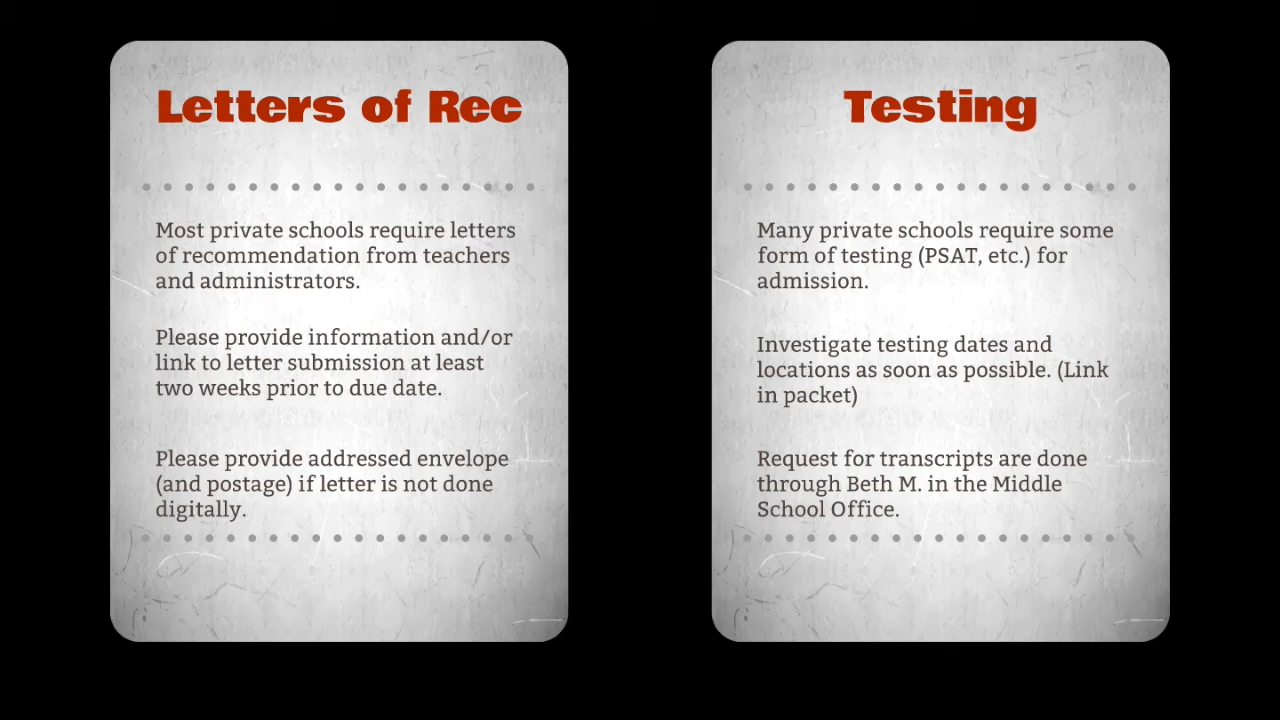 Letters of Rec
Most private schools require letters
of recommendation from teachers
and administrators.
Please provide information and/or
link to letter submission at least
two weeks prior to due date.
Please provide addressed envelope
(and postage) if letter is not done
digitally.
Testing
Many private schools require some
form of testing (PSAT, etc.) for
admission.
Investigate testing dates and
locations as soon as possible. (Link
in packet)
Request for transcripts are done
through Beth M. in the Middle
School Office.